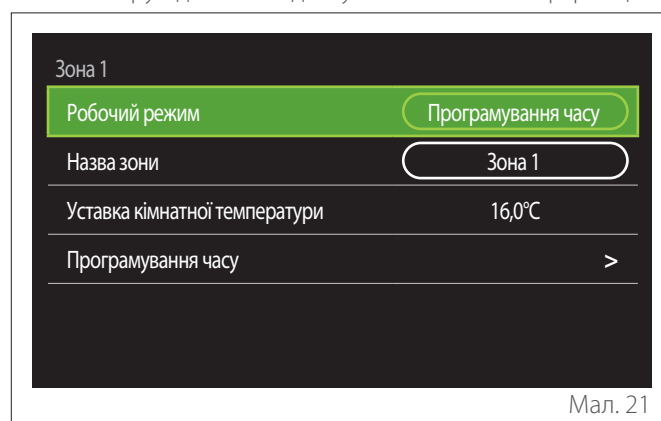 Зона 1
Робочий режим Програмування часу
Назва зони Зона 1
Уставка кімнатної температури 16,0°C
Програмування часу >
Мал. 21